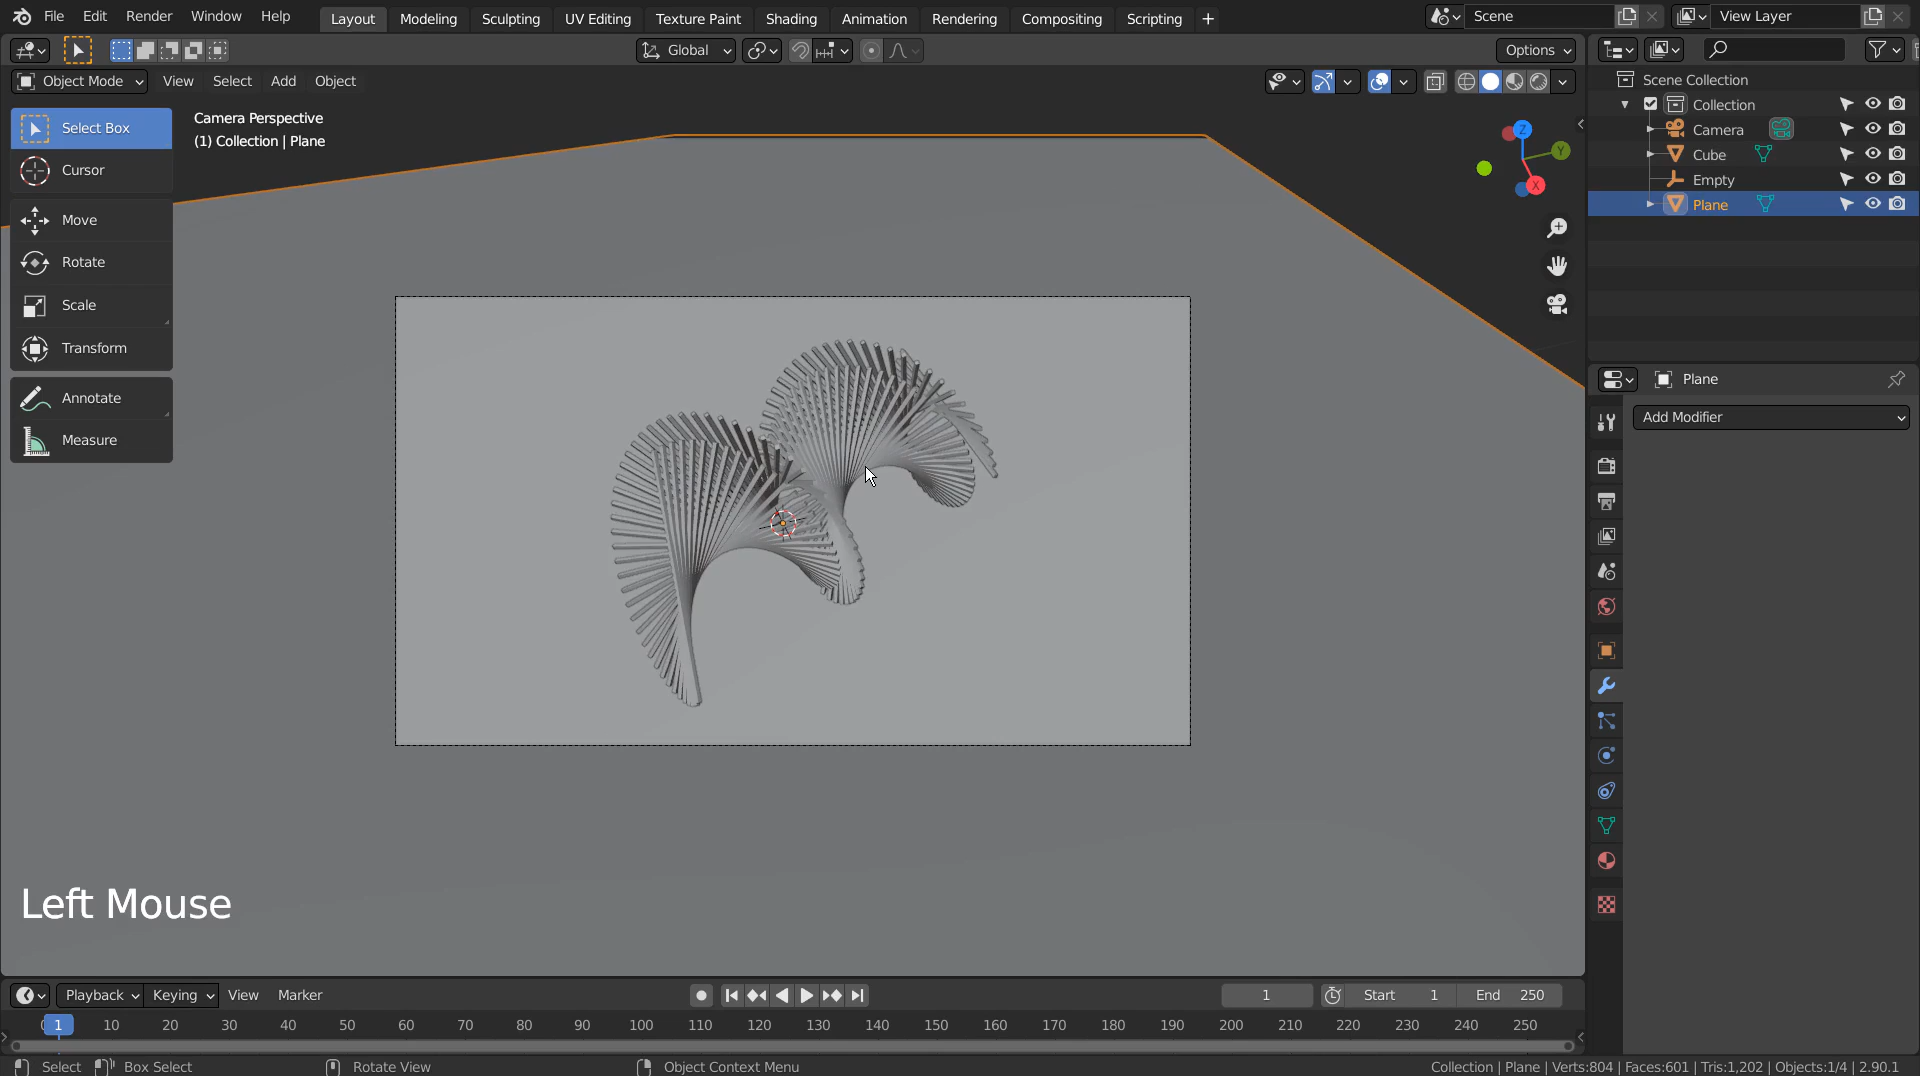 File Edit Render Window Help Layout Modeling Sculpting UV Editing Texture Paint Shading Animation Rendering Compositing Scripting + Scene View Layer
Global Options
Object Mode View Select Add Object
Select Box
Cursor
Move
Rotate
Scale
Transform
Annotate
Measure
Camera Perspective
(1) Collection | Plane
Z
Y
X
Scene Collection
Collection
Camera
Cube
Empty
Plane
Plane
Add Modifier
Left Mouse
Playback Keying View Marker 1 Start 1 End 250
1 10 20 30 40 50 60 70 80 90 100 110 120 130 140 150 160 170 180 190 200 210 220 230 240 250
Select Box Select Rotate View Object Context Menu Collection | Plane | Verts:804 | Faces:601 | Tris:1,202 | Objects:1/4 | 2.90.1